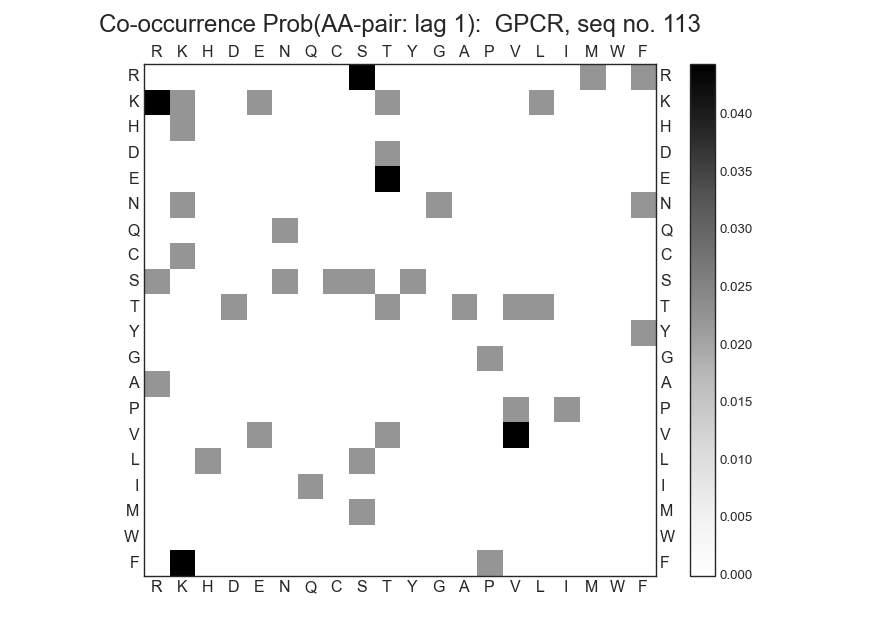 Co-occurrence Prob(AA-pair: lag 1):  GPCR, seq no. 113
R K H D E N Q C S T Y G A P V L I M W F
R R
K K
H H
D D
E E
N N
Q Q
C C
S S
T T
Y Y
G G
A A
P P
V V
L L
I I
M M
W W
F F
R K H D E N Q C S T Y G A P V L I M W F
0.040
0.035
0.030
0.025
0.020
0.015
0.010
0.005
0.000